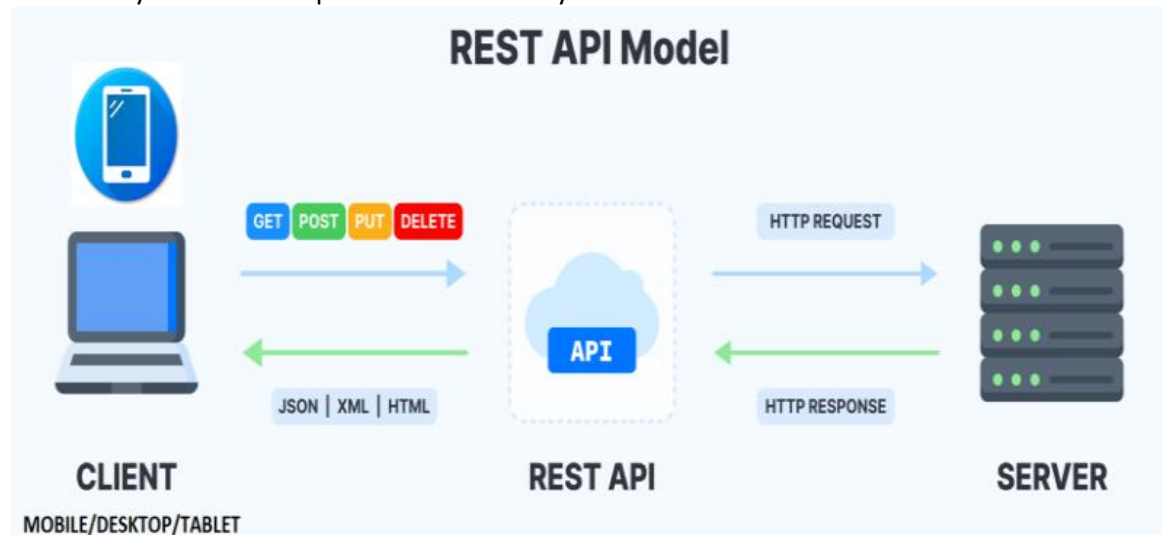 REST API Model
GET POST PUT DELETE
HTTP REQUEST
API
JSON | XML | HTML
HTTP RESPONSE
CLIENT
REST API
SERVER
MOBILE/DESKTOP/TABLET